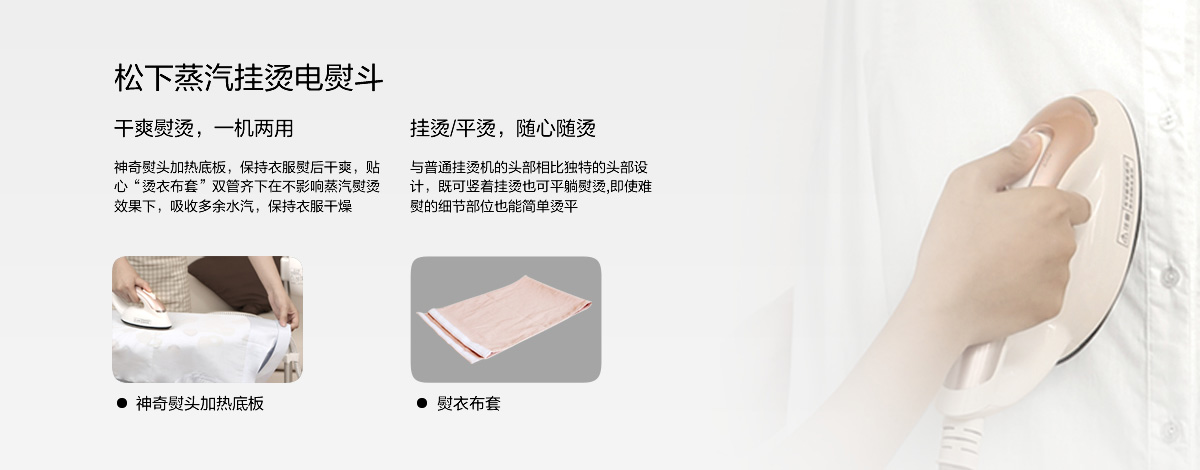 松下蒸汽挂烫电熨斗
干爽熨烫，一机两用
神奇熨头加热底板，保持衣服熨后干爽，贴
心“烫衣布套”双管齐下在不影响蒸汽熨烫
效果下，吸收多余水汽，保持衣服干燥
挂烫/平烫，随心随烫
与普通挂烫机的头部相比独特的头部设
计，既可竖着挂烫也可平躺熨烫,即使难
熨的细节部位也能简单烫平
神奇熨头加热底板
熨衣布套